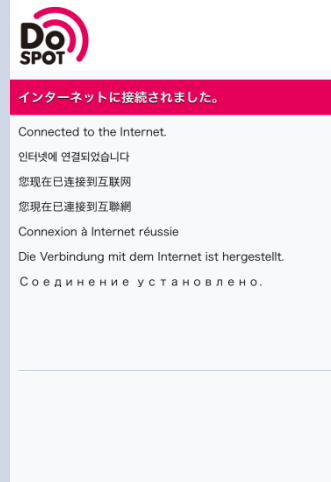 Do
SPOT
インターネットに接続されました。
Connected to the Internet.
인터넷에 연결되었습니다
您现在已连接到互联网
您現在已連接到互聯網
Connexion à Internet réussie
Die Verbindung mit dem Internet ist hergestellt.
Соединение установлено.